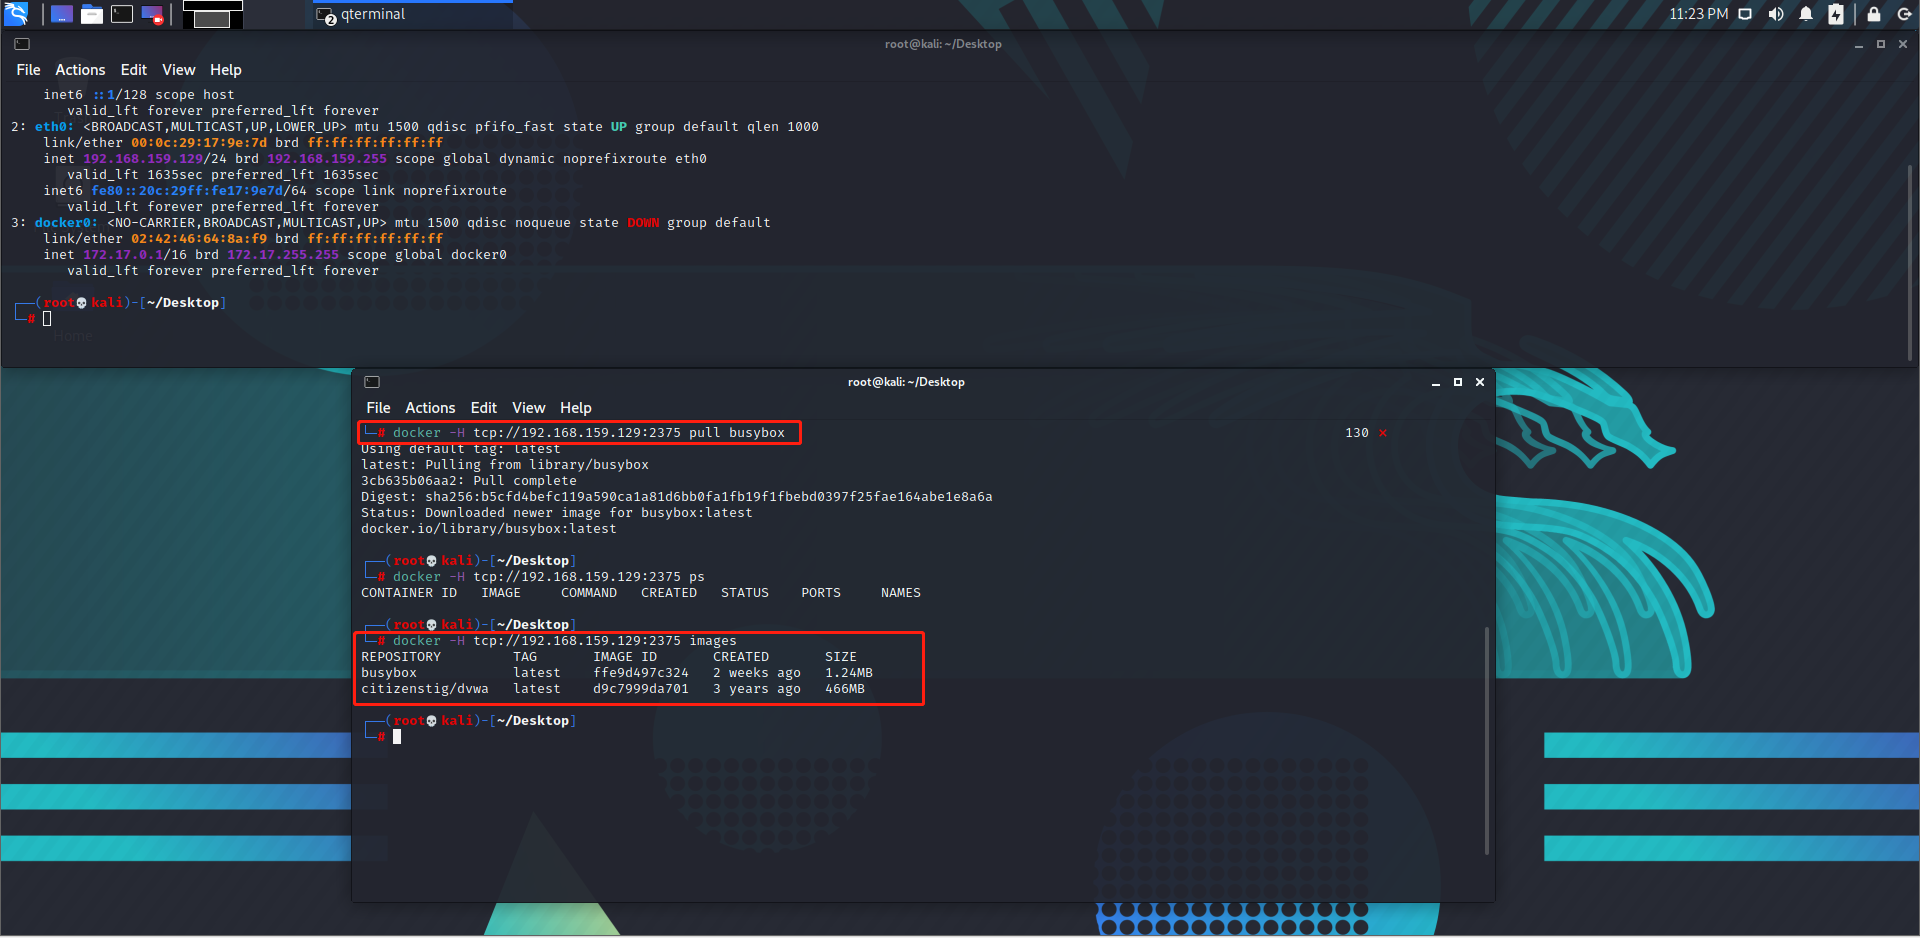 2 qterminal
11:23 PM
root@kali: ~/Desktop
File Actions Edit View Help
inet6 ::1/128 scope host
valid_lft forever preferred_lft forever
2: eth0: <BROADCAST,MULTICAST,UP,LOWER_UP> mtu 1500 qdisc pfifo_fast state UP group default qlen 1000
link/ether 00:0c:29:17:9e:7d brd ff:ff:ff:ff:ff:ff
inet 192.168.159.129/24 brd 192.168.159.255 scope global dynamic noprefixroute eth0
valid_lft 1635sec preferred_lft 1635sec
inet6 fe80::20c:29ff:fe17:9e7d/64 scope link noprefixroute
valid_lft forever preferred_lft forever
3: docker0: <NO-CARRIER,BROADCAST,MULTICAST,UP> mtu 1500 qdisc noqueue state DOWN group default
link/ether 02:42:46:64:8a:f9 brd ff:ff:ff:ff:ff:ff
inet 172.17.0.1/16 brd 172.17.255.255 scope global docker0
valid_lft forever preferred_lft forever
┌──(root💀kali)-[~/Desktop]
└─#
Home
root@kali: ~/Desktop
File Actions Edit View Help
└─# docker -H tcp://192.168.159.129:2375 pull busybox 130 ⨯
Using default tag: latest
latest: Pulling from library/busybox
3cb635b06aa2: Pull complete
Digest: sha256:b5cfd4befc119a590ca1a81d6bb0fa1fb19f1fbebd0397f25fae164abe1e8a6a
Status: Downloaded newer image for busybox:latest
docker.io/library/busybox:latest
┌──(root💀kali)-[~/Desktop]
└─# docker -H tcp://192.168.159.129:2375 ps
CONTAINER ID IMAGE COMMAND CREATED STATUS PORTS NAMES
┌──(root💀kali)-[~/Desktop]
└─# docker -H tcp://192.168.159.129:2375 images
REPOSITORY TAG IMAGE ID CREATED SIZE
busybox latest ffe9d497c324 2 weeks ago 1.24MB
citizenstig/dvwa latest d9c7999da701 3 years ago 466MB
┌──(root💀kali)-[~/Desktop]
└─#